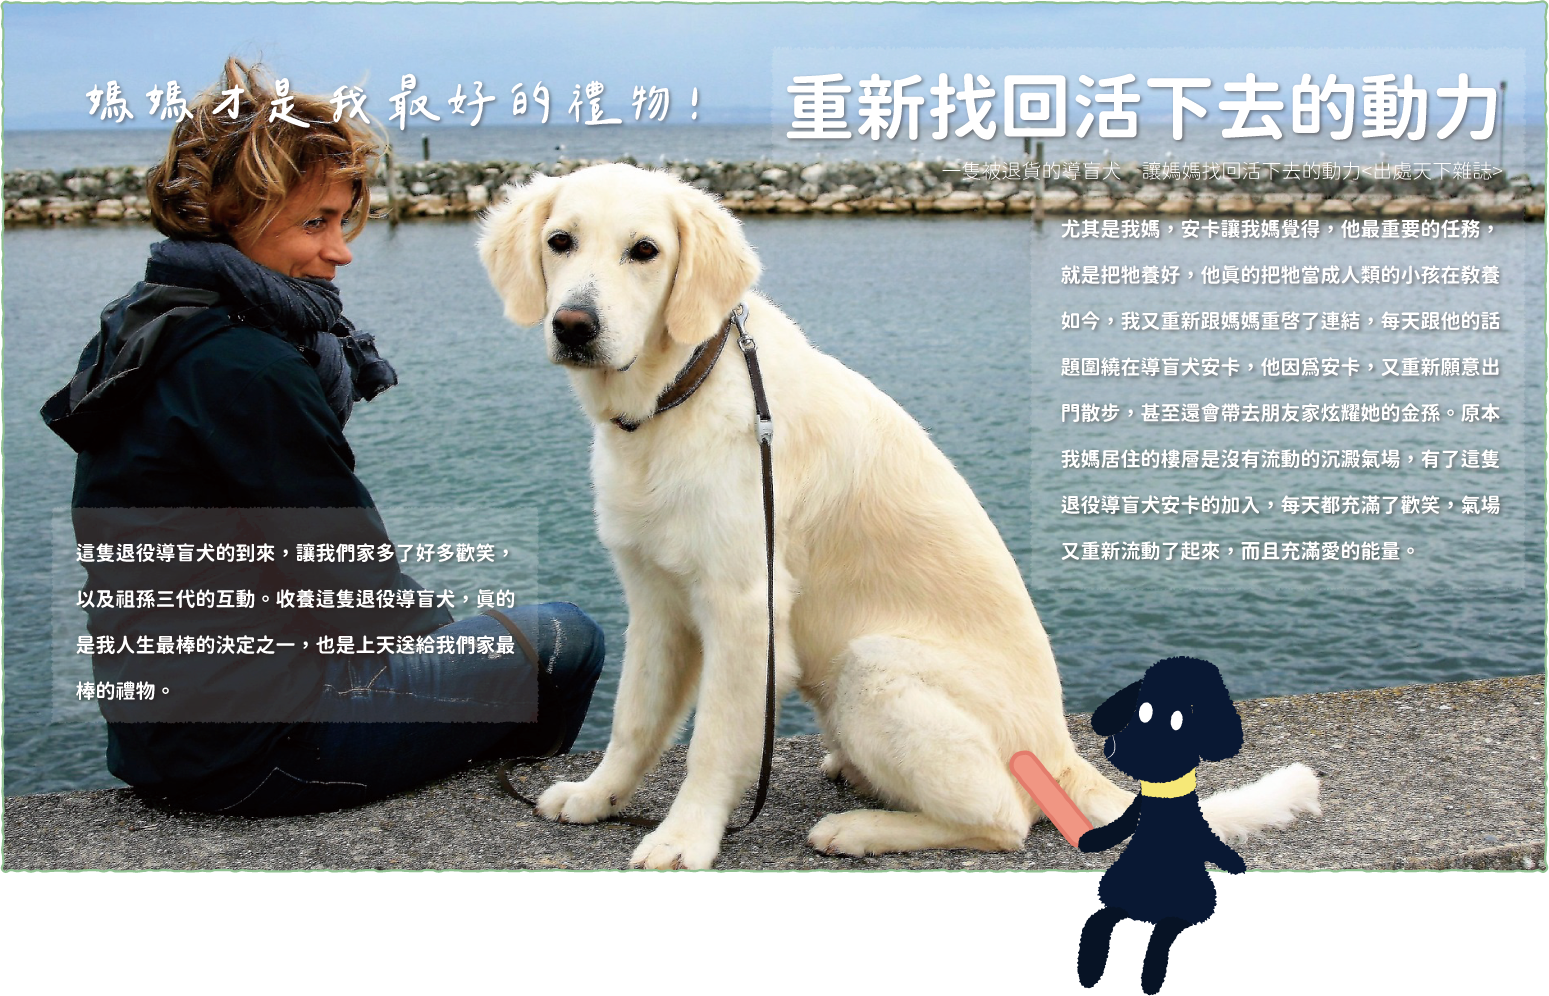 媽媽才是我最好的禮物！
重新找回活下去的動力
一隻被退貨的導盲犬 讓媽媽找回活下去的動力<出處天下雜誌>
尤其是我媽，安卡讓我媽覺得，他最重要的任務，
就是把牠養好，他真的把牠當成人類的小孩在教養
如今，我又重新跟媽媽重啓了連結，每天跟他的話
題圍繞在導盲犬安卡，他因爲安卡，又重新願意出
門散步，甚至還會帶去朋友家炫耀她的金孫。原本
我媽居住的樓層是沒有流動的沉澱氣場，有了這隻
退役導盲犬安卡的加入，每天都充滿了歡笑，氣場
又重新流動了起來，而且充滿愛的能量。
這隻退役導盲犬的到來，讓我們家多了好多歡笑，
以及祖孫三代的互動。收養這隻退役導盲犬，真的
是我人生最棒的決定之一，也是上天送給我們家最
棒的禮物。